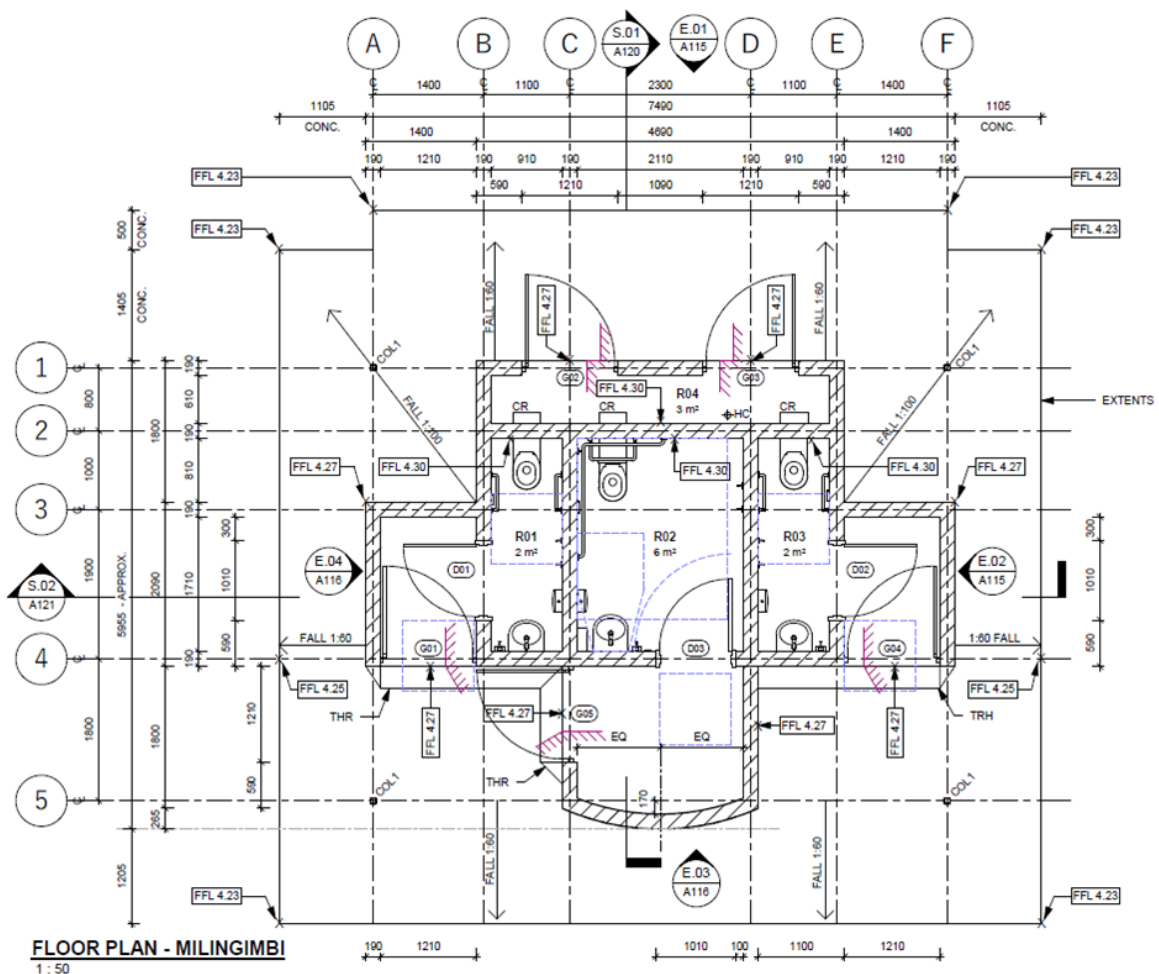 A B C D E F
S.01
A120
E.01
A115
1400 1100 2300 1100 1400
1105 7490 1105
CONC. CONC.
1400 4690 1400
190 1210 190 910 190 2110 190 910 190 1210 190
590 1210 1090 1210 590
FFL 4.23 FFL 4.23
FFL 4.23 FFL 4.23
500
CONC.
1405
CONC.
FALL 1:60 FALL 1:60
FFL 4.27 FFL 4.27
COL1 COL1
1
190
G02 G03
FFL 4.30 R04
3 m²
800
610
1800
CR CR HC CR
EXTENTS
FALL 1:100 FALL 1:100
2
190
FFL 4.27 FFL 4.30 FFL 4.30 FFL 4.30 FFL 4.27
1000
810
3
190
300 300
R01 R02 R03
2 m² 6 m² 2 m²
E.04
A116
E.02
A115
D01 D02
S.02
A121
5955 - APPROX.
1900
2090
1710
1010 1010
590 590
FALL 1:60 1:60 FALL
G01 D03 G04
4
190
FFL 4.25 FFL 4.25
THR TRH
FFL 4.27 FFL 4.27 G05 FFL 4.27 FFL 4.27
EQ EQ
1800
1800
1210
590
THR
COL1 COL1
170
5
265
1205
FALL 1:60 FALL 1:60
E.03
A116
FFL 4.23 FFL 4.23
FLOOR PLAN - MILINGIMBI
1 : 50
190 1210 1010 100 1100 1210